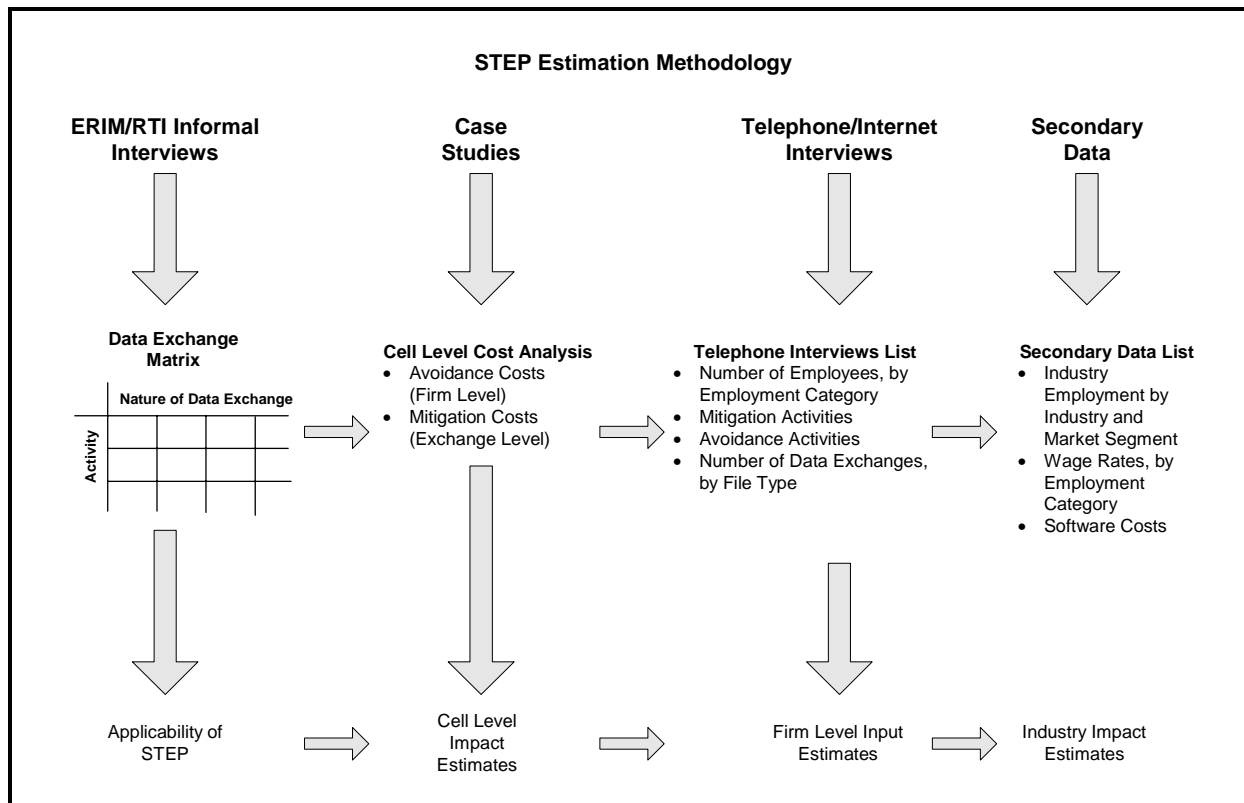 STEP Estimation Methodology
ERIM/RTI Informal
Interviews
Case
Studies
Telephone/Internet
Interviews
Secondary
Data
Data Exchange
Matrix
Nature of Data Exchange
Activity
Cell Level Cost Analysis
• Avoidance Costs
(Firm Level)
• Mitigation Costs
(Exchange Level)
Telephone Interviews List
• Number of Employees, by
Employment Category
• Mitigation Activities
• Avoidance Activities
• Number of Data Exchanges,
by File Type
Secondary Data List
• Industry
Employment by
Industry and
Market Segment
• Wage Rates, by
Employment
Category
• Software Costs
Applicability of
STEP
Cell Level
Impact
Estimates
Firm Level Input
Estimates
Industry Impact
Estimates